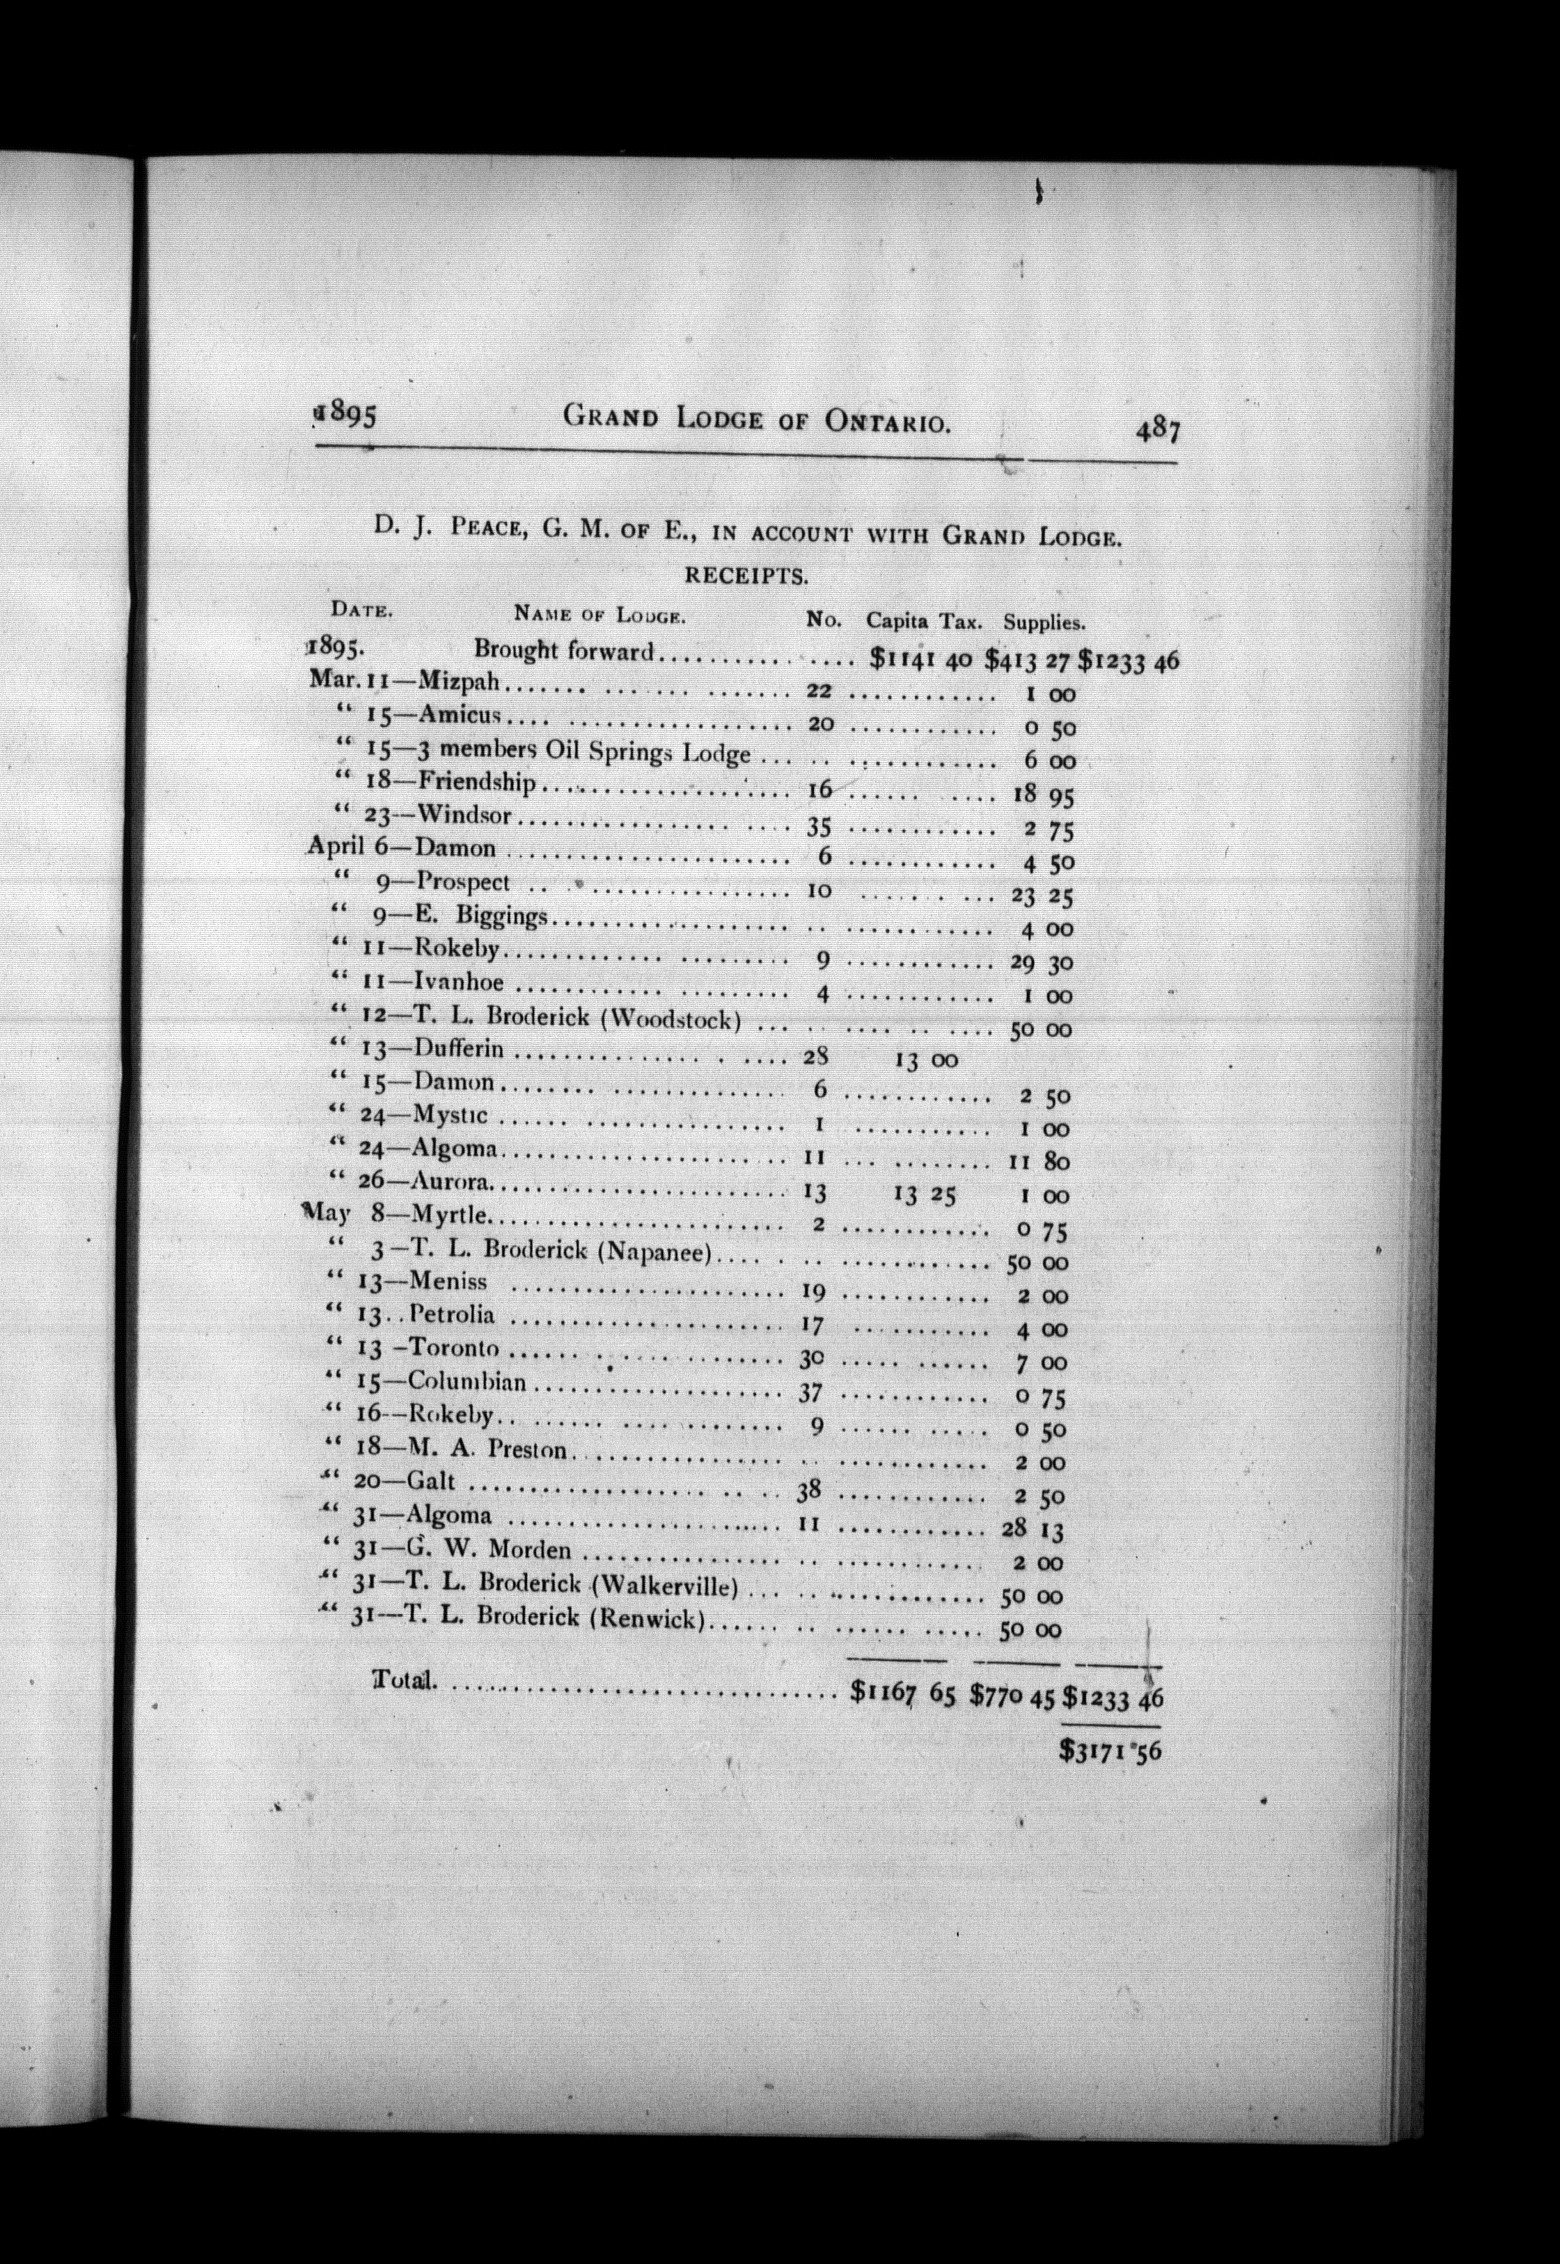 1895 GRAND LODGE OF ONTARIO. 487
D. J. PEACE, G. M. OF E., IN ACCOUNT WITH GRAND LODGE.
RECEIPTS.
DATE. NAME OF LODGE. No. Capita Tax. Supplies.
1895. Brought forward................ $1141 40 $413 27 $1233 46
Mar. 11—Mizpah.................... 22 ............ 1 00
“ 15—Amicus.................... 20 ............ 0 50
“ 15—3 members Oil Springs Lodge ..... ............ 6 00
“ 18—Friendship.................... 16 .......... 18 95
“ 23—Windsor.................... 35 ............ 2 75
April 6—Damon ....................... 6 ............ 4 50
“ 9—Prospect .................... 10 .......... 23 25
“ 9—E. Biggings.................... .. ............ 4 00
“ 11—Rokeby...................... 9 ............ 29 30
“ 11—Ivanhoe ..................... 4 ............ 1 00
“ 12—T. L. Broderick (Woodstock) ..... .......... 50 00
“ 13—Dufferin .................... 28 13 00
“ 15—Damon...................... 6 ............ 2 50
“ 24—Mystic ...................... 1 ........... 1 00
“ 24—Algoma...................... 11 ........... 11 80
“ 26—Aurora........................ 13 13 25 1 00
May 8—Myrtle........................ 2 ............ 0 75
“ 3—T. L. Broderick (Napanee)..... .. ............ 50 00
“ 13—Meniss ...................... 19 ............ 2 00
“ 13..Petrolia ...................... 17 ........... 4 00
“ 13—Toronto ...................... 30 ........... 7 00
“ 15—Columbian.................... 37 ............ 0 75
“ 16—Rokeby...................... 9 ........... 0 50
“ 18—M. A. Preston.................. .. ............ 2 00
“ 20—Galt ........................ 38 ............ 2 50
“ 31—Algoma ...................... 11 ............ 28 13
“ 31—G. W. Morden ................ .. ............ 2 00
“ 31—T. L. Broderick (Walkerville) ..... ............ 50 00
“ 31—T. L. Broderick (Renwick)...... .. ........... 50 00
Total. ................................ $1167 65 $770 45 $1233 46
$3171 56